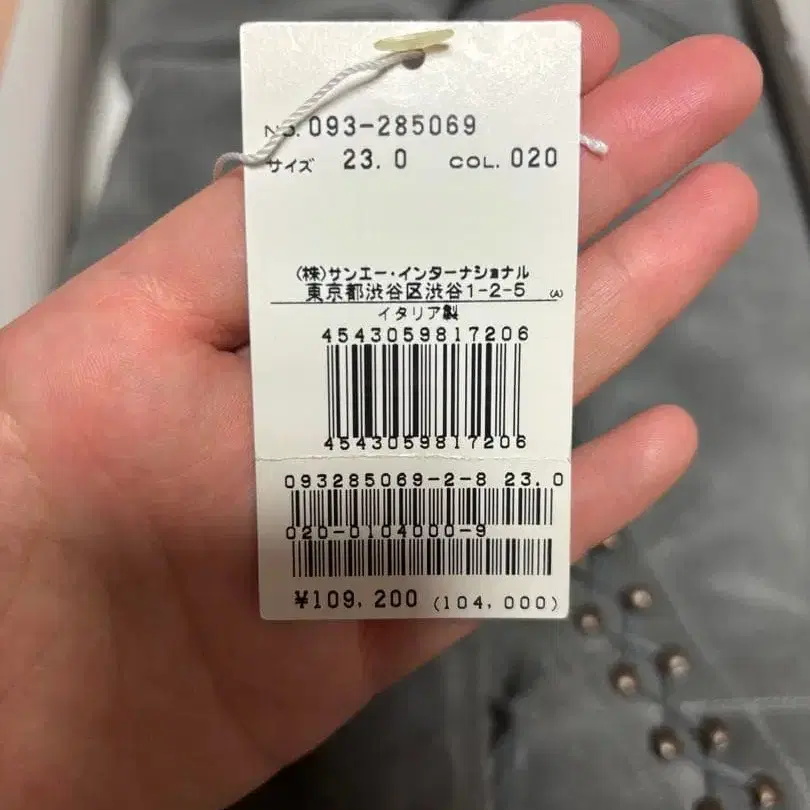 No. 093-285069
サイズ 23.0 COL. 020
(株)サンエー・インターナショナル
東京都渋谷区渋谷1-2-5 (A)
イタリア製
4543059817206
4543059817206
093285069-2-8 23.0
020-0104000-9
¥109,200 (104,000)